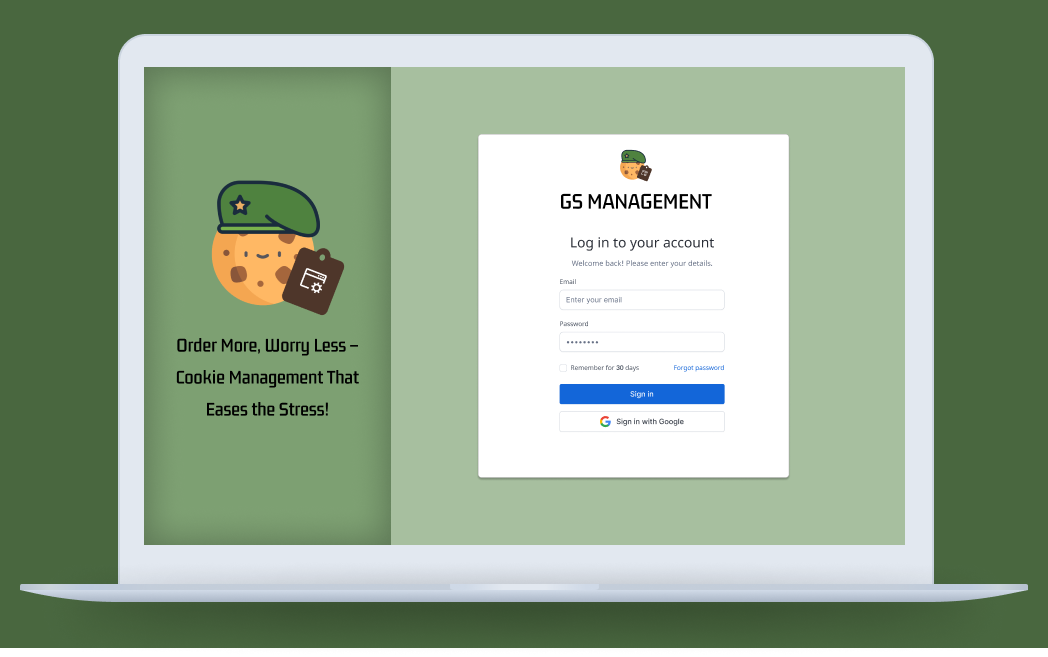 Order More, Worry Less –
Cookie Management That
Eases the Stress!
GS MANAGEMENT
Log in to your account
Welcome back! Please enter your details.
Email
Enter your email
Password
••••••••
Remember for 30 days
Forgot password
Sign in
Sign in with Google